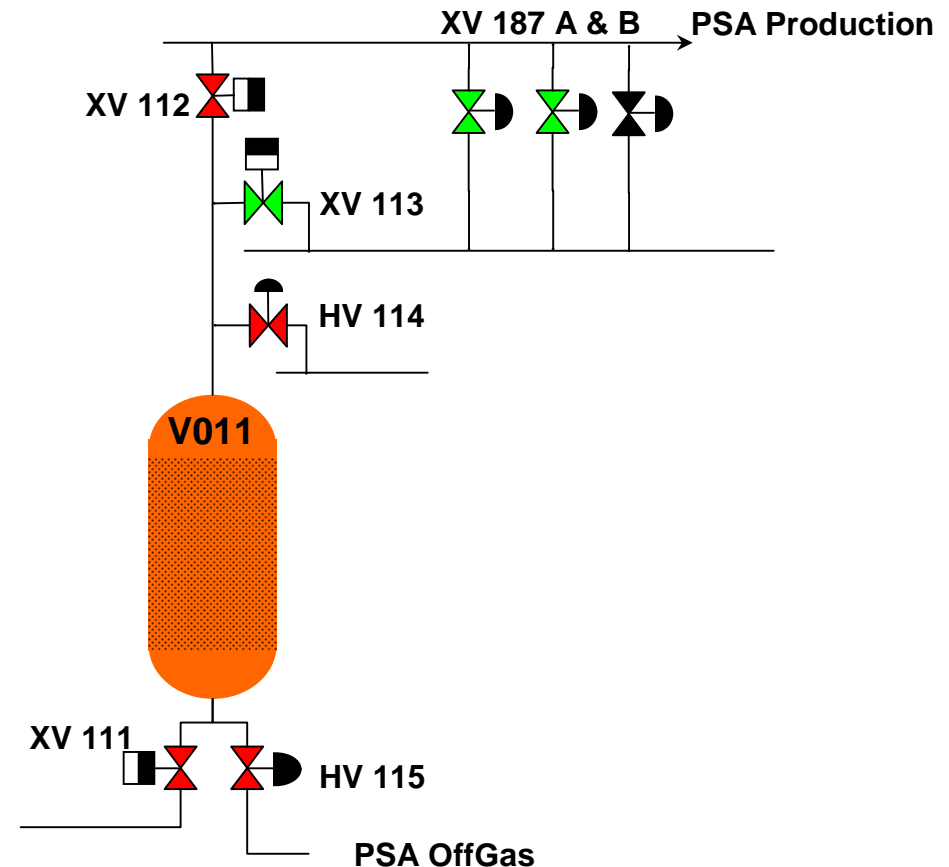 XV 187 A & B
PSA Production
XV 112
XV 113
HV 114
V011
XV 111
HV 115
PSA OffGas